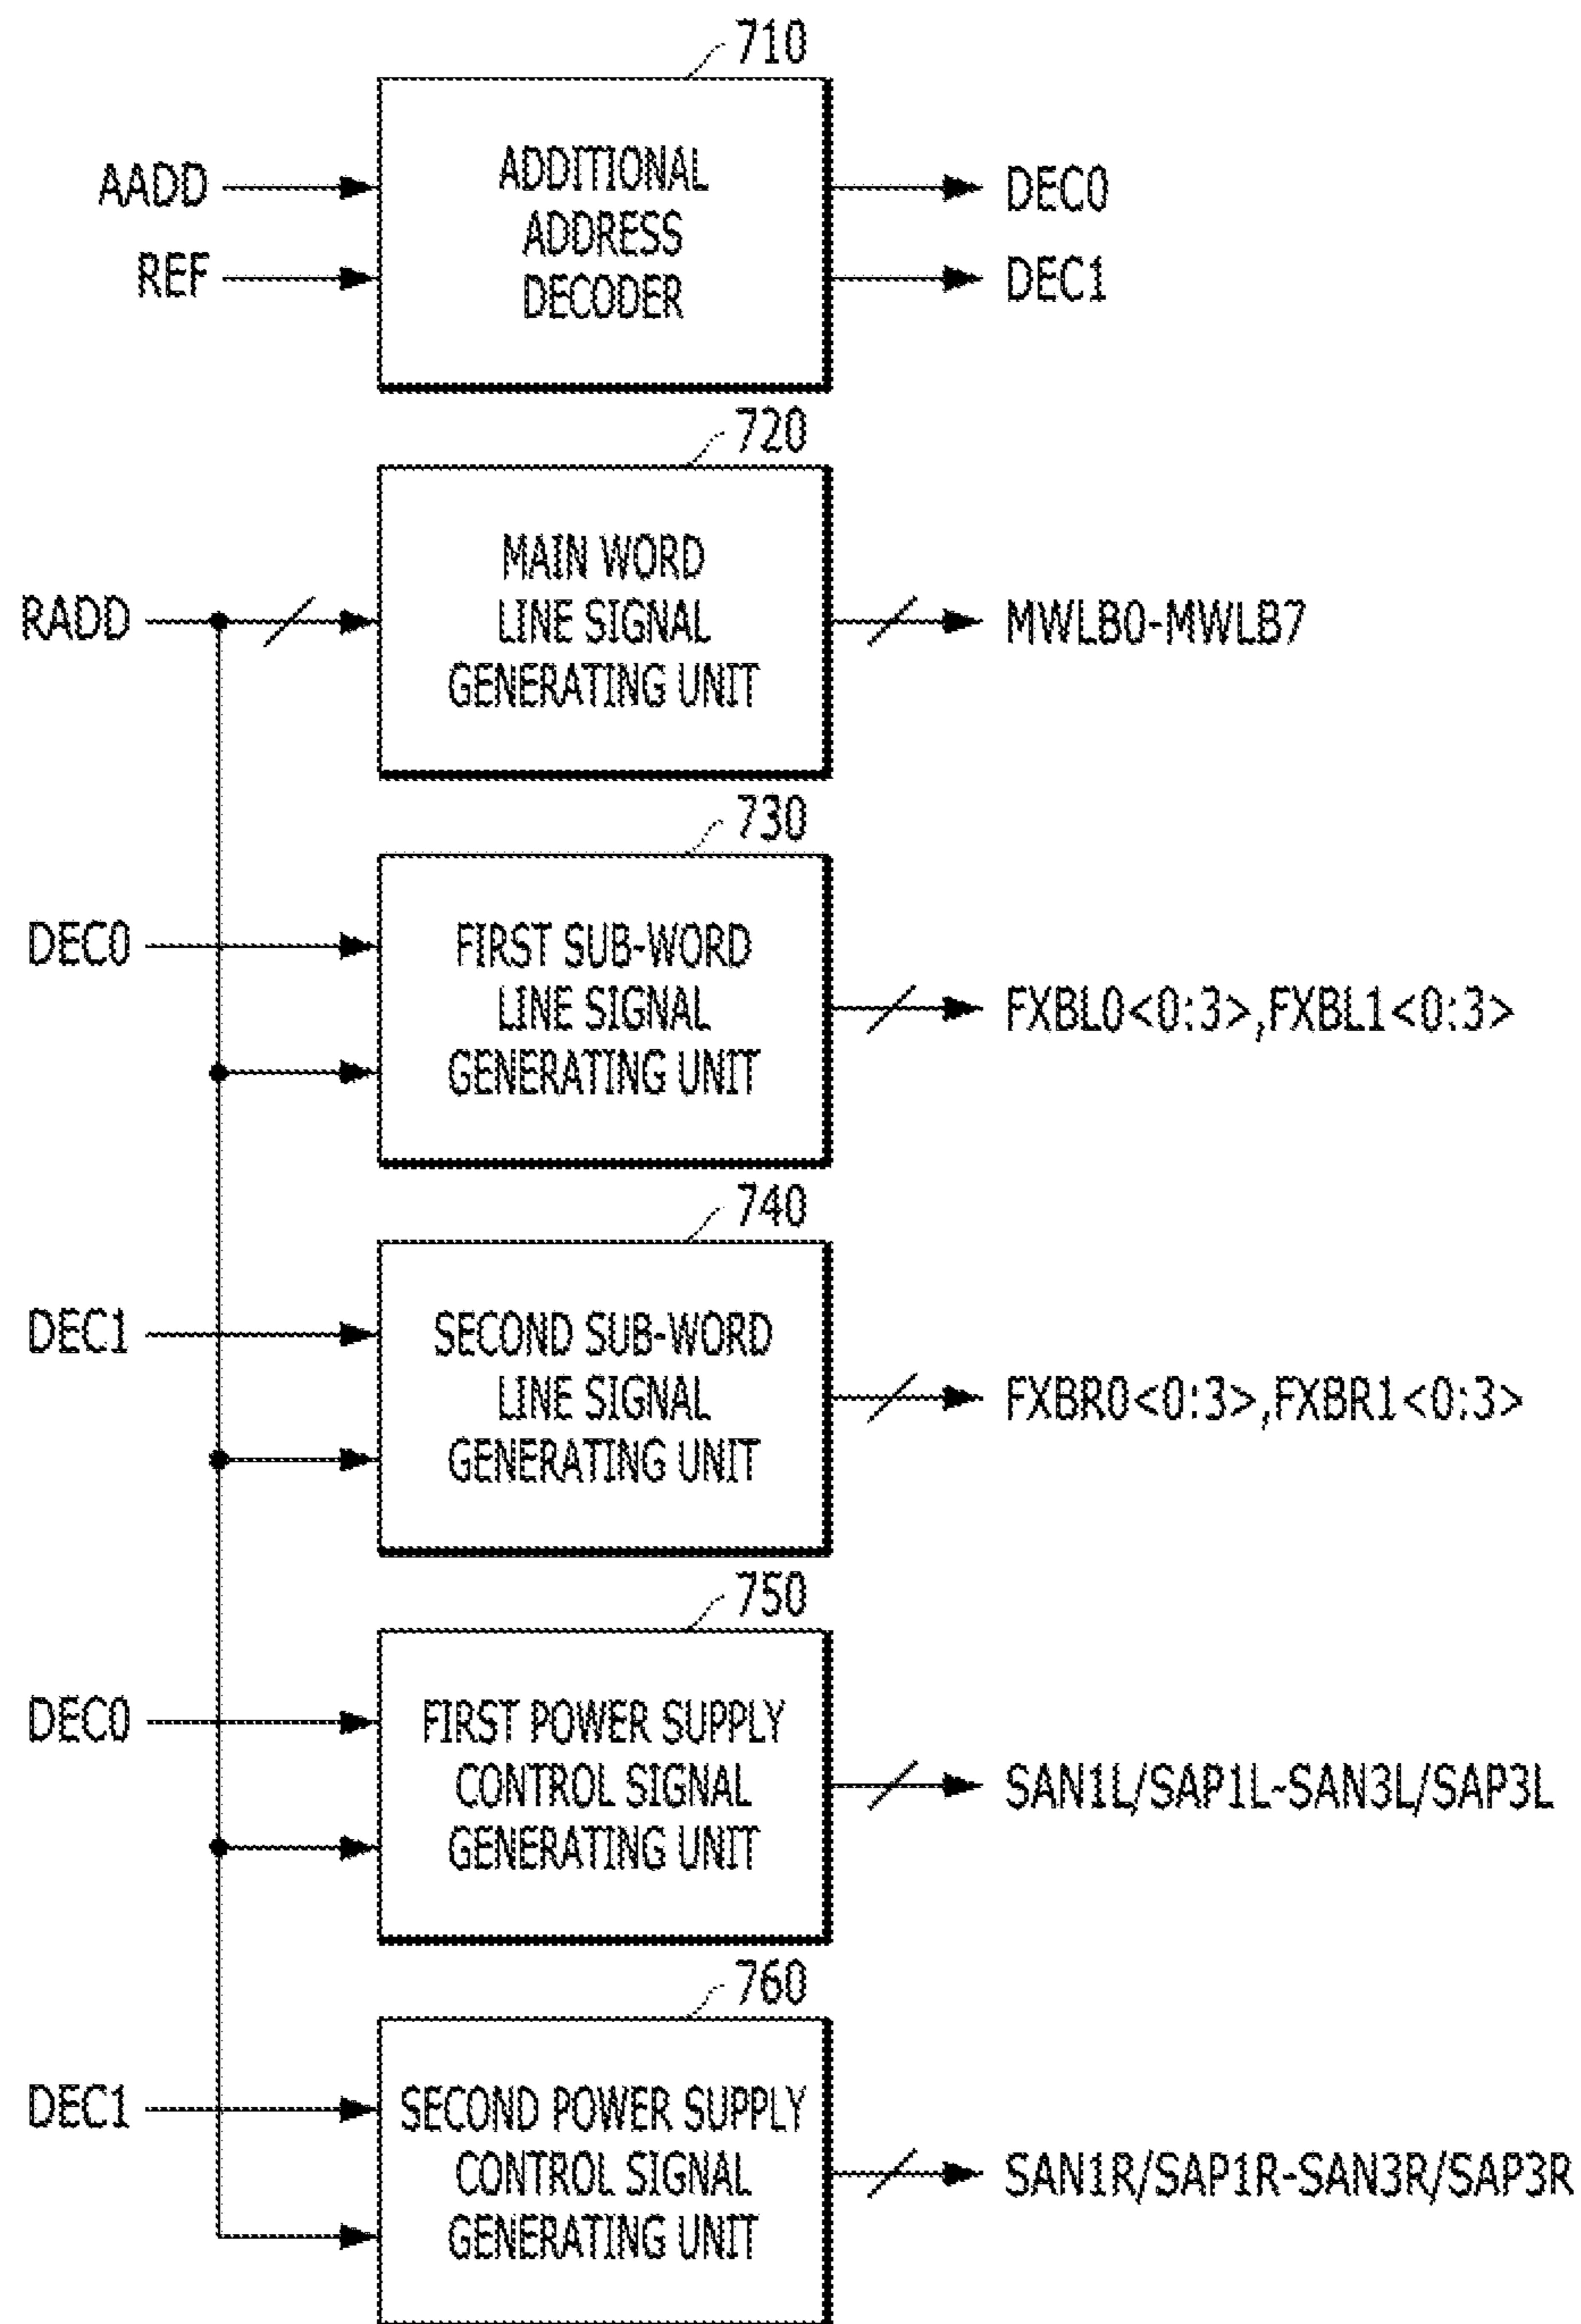 710
AADD
REF
ADDITIONAL
ADDRESS
DECODER
DEC0
DEC1
720
RADD
MAIN WORD
LINE SIGNAL
GENERATING UNIT
MWLB0-MWLB7
730
DEC0
FIRST SUB-WORD
LINE SIGNAL
GENERATING UNIT
FXBL0<0:3>,FXBL1<0:3>
740
DEC1
SECOND SUB-WORD
LINE SIGNAL
GENERATING UNIT
FXBR0<0:3>,FXBR1<0:3>
750
DEC0
FIRST POWER SUPPLY
CONTROL SIGNAL
GENERATING UNIT
SAN1L/SAP1L-SAN3L/SAP3L
760
DEC1
SECOND POWER SUPPLY
CONTROL SIGNAL
GENERATING UNIT
SAN1R/SAP1R-SAN3R/SAP3R